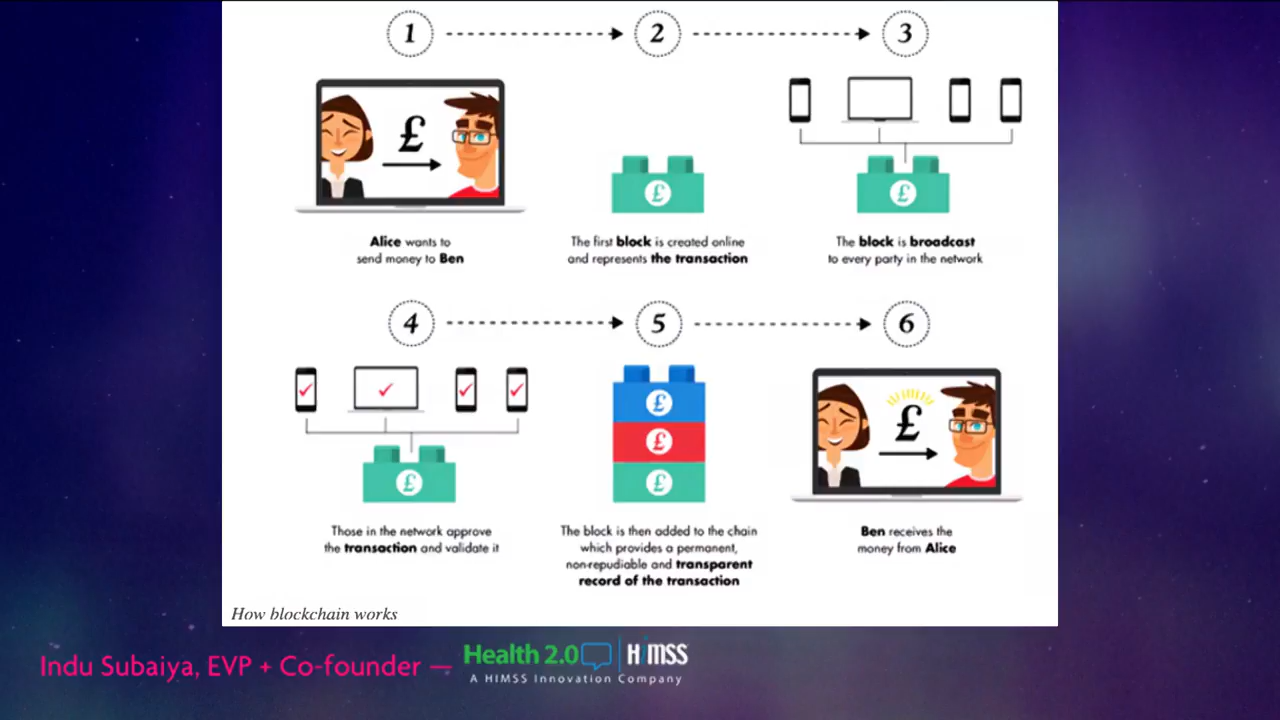 1
2
3
£
£
£
Alice wants to
send money to Ben
The first block is created online
and represents the transaction
The block is broadcast
to every party in the network
4
5
6
£
£
£
£
£
Those in the network approve
the transaction and validate it
The block is then added to the chain
which provides a permanent,
non-repudiable and transparent
record of the transaction
Ben receives the
money from Alice
How blockchain works
Indu Subaiya, EVP + Co-founder —
Health 2.0
HiMSS
A HIMSS Innovation Company